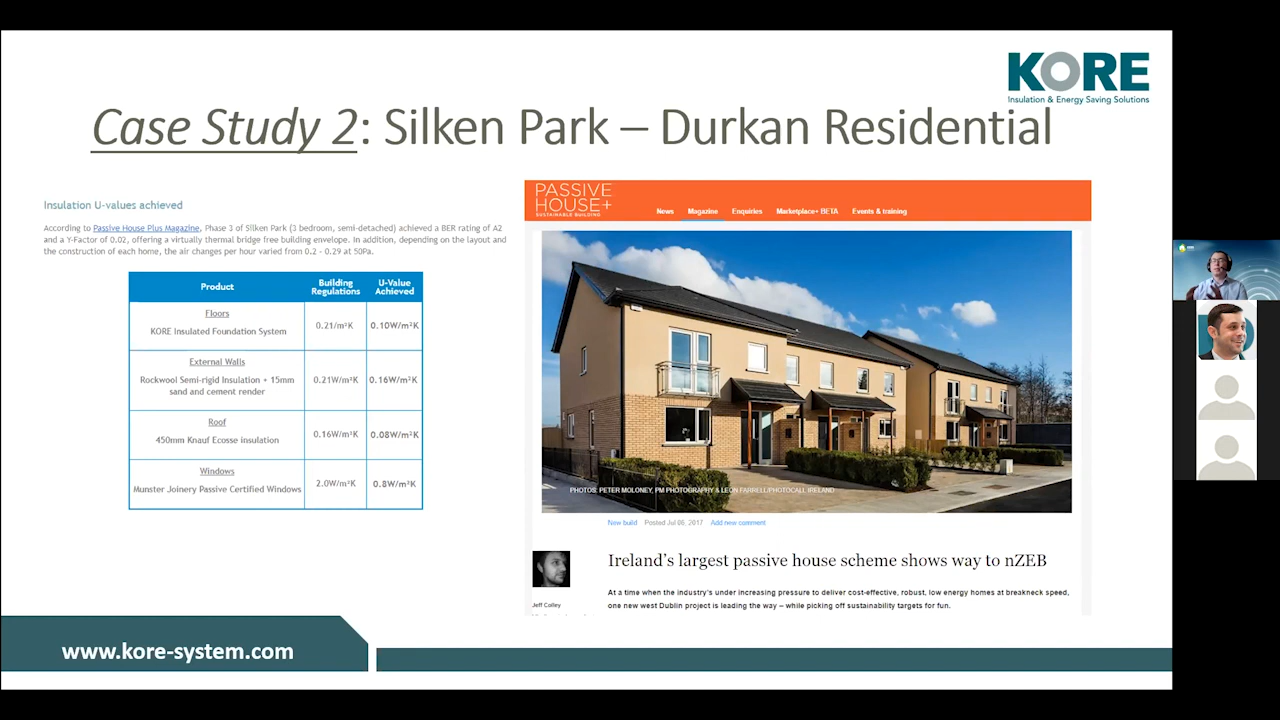 KORE
Insulation & Energy Saving Solutions
Case Study 2: Silken Park – Durkan Residential
Insulation U-values achieved
According to Passive House Plus Magazine, Phase 3 of Silken Park (3 bedroom, semi-detached) achieved a BER rating of A2
and a Y-Factor of 0.02, offering a virtually thermal bridge free building envelope. In addition, depending on the layout and
the construction of each home, the air changes per hour varied from 0.2 - 0.29 at 50Pa.
Product
Building
Regulations
U-Value
Achieved
Floors
KORE Insulated Foundation System
0.21/m²K
0.10W/m²K
External Walls
Rockwool Semi-rigid Insulation + 15mm
sand and cement render
0.21W/m²K
0.16W/m²K
Roof
450mm Knauf Ecosse insulation
0.16W/m²K
0.08W/m²K
Windows
Munster Joinery Passive Certified Windows
2.0W/m²K
0.8W/m²K
PASSIVE
HOUSE+
SUSTAINABLE BUILDING
News Magazine Enquiries Marketplace+ BETA Events & training
PHOTOS: PETER MOLONEY, PM PHOTOGRAPHY & LEON FARRELL/PHOTOCALL IRELAND
New build Posted Jul 06, 2017 Add new comment
Ireland's largest passive house scheme shows way to nZEB
At a time when the industry's under increasing pressure to deliver cost-effective, robust, low energy homes at breakneck speed,
one new west Dublin project is leading the way – while picking off sustainability targets for fun.
Jeff Colley
www.kore-system.com